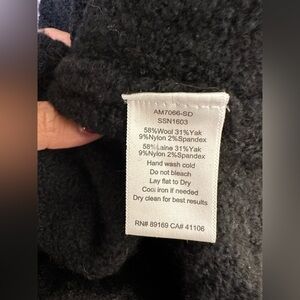 AM7066-SD
SSN1603
58%Wool 31%Yak
9%Nylon 2%Spandex
58%Laine 31%Yak
9%Nylon 2%Spandex
Hand wash cold
Do not bleach
Lay flat to Dry
Cool iron if needed
Dry clean for best results
RN# 89169 CA# 41106